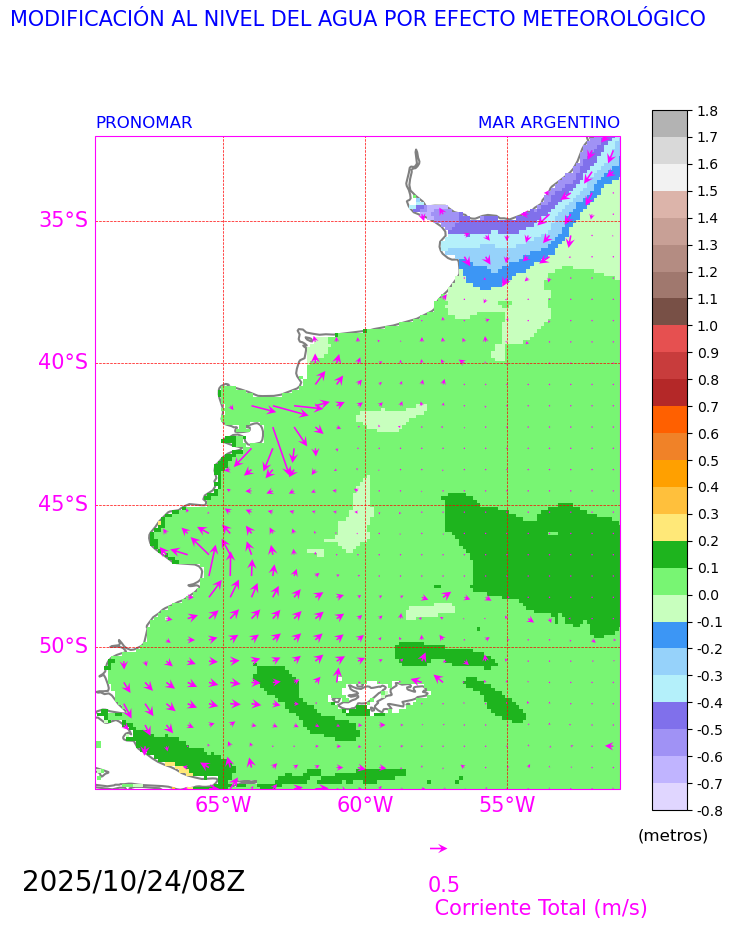 MODIFICACIÓN AL NIVEL DEL AGUA POR EFECTO METEOROLÓGICO
PRONOMAR
MAR ARGENTINO
35°S
40°S
45°S
50°S
65°W
60°W
55°W
1.8
1.7
1.6
1.5
1.4
1.3
1.2
1.1
1.0
0.9
0.8
0.7
0.6
0.5
0.4
0.3
0.2
0.1
0.0
-0.1
-0.2
-0.3
-0.4
-0.5
-0.6
-0.7
-0.8
(metros)
0.5
Corriente Total (m/s)
2025/10/24/08Z